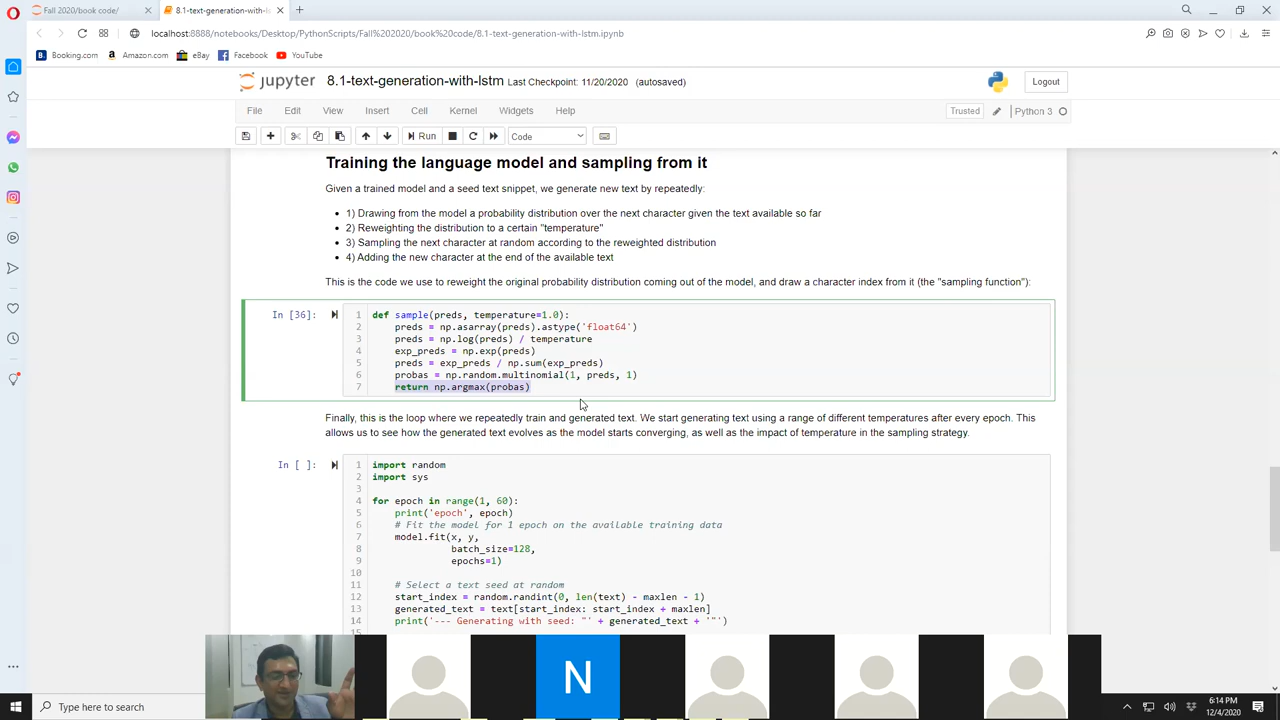 Fall 2020/book code/
8.1-text-generation-with-l
localhost:8888/notebooks/Desktop/PythonScripts/Fall%202020/book%20code/8.1-text-generation-with-lstm.ipynb
Booking.com
Amazon.com
eBay
Facebook
YouTube
jupyter 8.1-text-generation-with-lstm Last Checkpoint: 11/20/2020 (autosaved)
Logout
File Edit View Insert Cell Kernel Widgets Help
Trusted
Python 3
Run
Code
Training the language model and sampling from it
Given a trained model and a seed text snippet, we generate new text by repeatedly:
• 1) Drawing from the model a probability distribution over the next character given the text available so far
• 2) Reweighting the distribution to a certain "temperature"
• 3) Sampling the next character at random according to the reweighted distribution
• 4) Adding the new character at the end of the available text
This is the code we use to reweight the original probability distribution coming out of the model, and draw a character index from it (the "sampling function"):
In [36]:
1 def sample(preds, temperature=1.0):
2 preds = np.asarray(preds).astype('float64')
3 preds = np.log(preds) / temperature
4 exp_preds = np.exp(preds)
5 preds = exp_preds / np.sum(exp_preds)
6 probas = np.random.multinomial(1, preds, 1)
7 return np.argmax(probas)
Finally, this is the loop where we repeatedly train and generated text. We start generating text using a range of different temperatures after every epoch. This
allows us to see how the generated text evolves as the model starts converging, as well as the impact of temperature in the sampling strategy.
In [ ]:
1 import random
2 import sys
3
4 for epoch in range(1, 60):
5 print('epoch', epoch)
6 # Fit the model for 1 epoch on the available training data
7 model.fit(x, y,
8 batch_size=128,
9 epochs=1)
10
11 # Select a text seed at random
12 start_index = random.randint(0, len(text) - maxlen - 1)
13 generated_text = text[start_index: start_index + maxlen]
14 print('--- Generating with seed: "' + generated_text + '"')
15
N
Type here to search
6:14 PM
12/4/2020